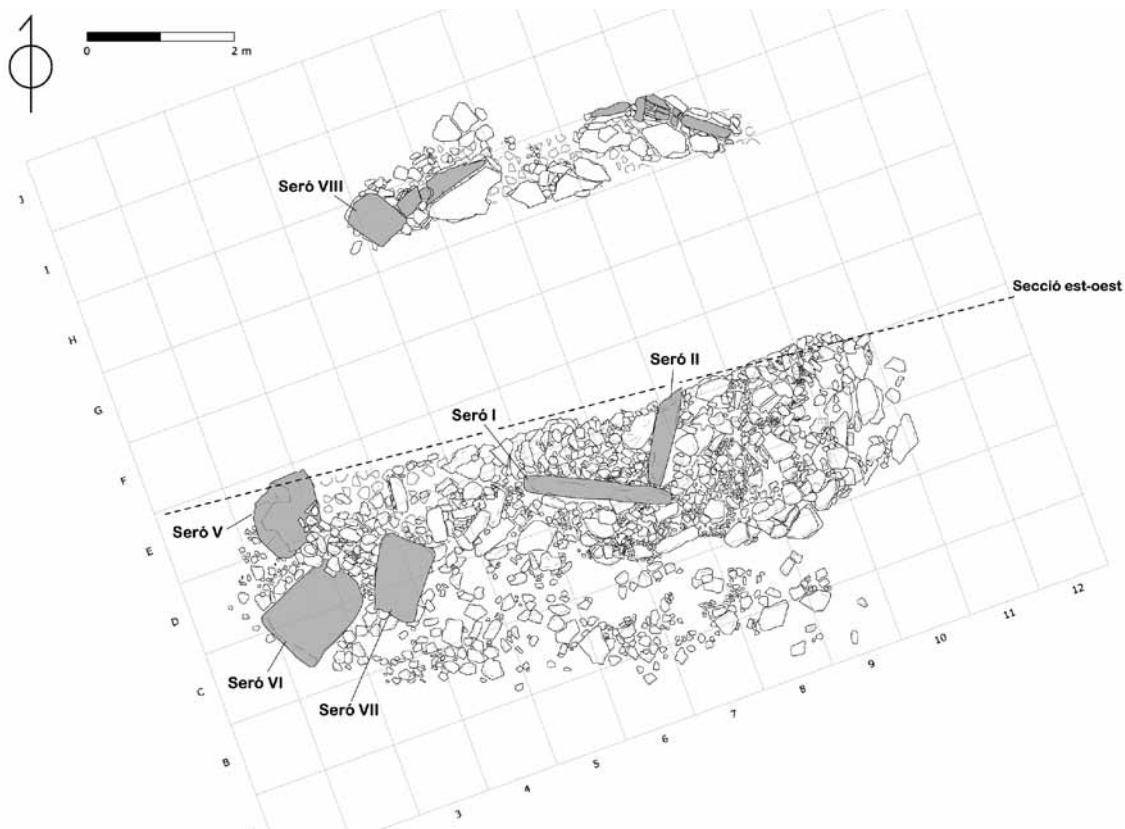 0
2 m
J
Seró VIII
I
Secció est-oest
H
Seró II
G
Seró I
F
Seró V
E
D
12
11
10
C
9
Seró VI
8
Seró VII
7
6
B
5
4
3